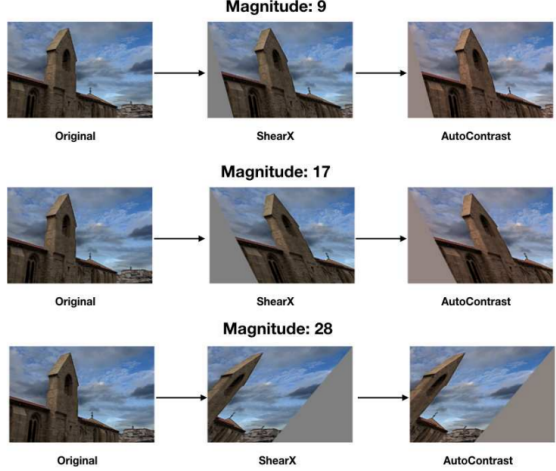 Magnitude: 9
Original ShearX AutoContrast
Magnitude: 17
Original ShearX AutoContrast
Magnitude: 28
Original ShearX AutoContrast